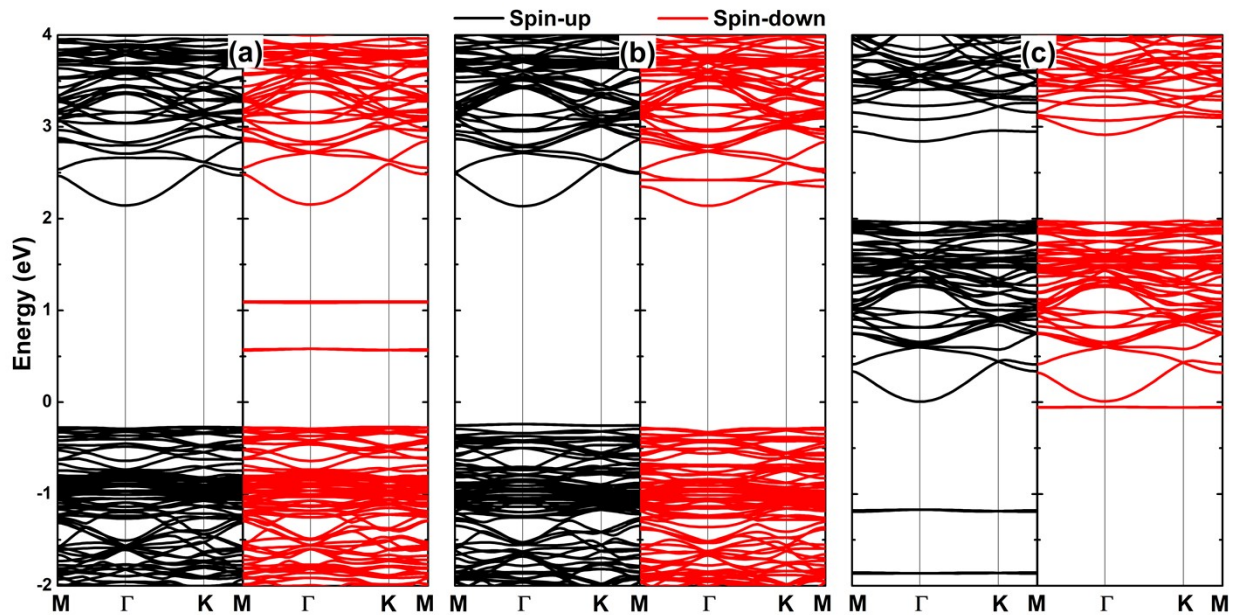 Spin-up Spin-down
4 (a) (b) (c)
3
2
1
0
-1
-2
Energy (eV)
M Γ K M Γ K M M Γ K M Γ K M M Γ K M Γ K M